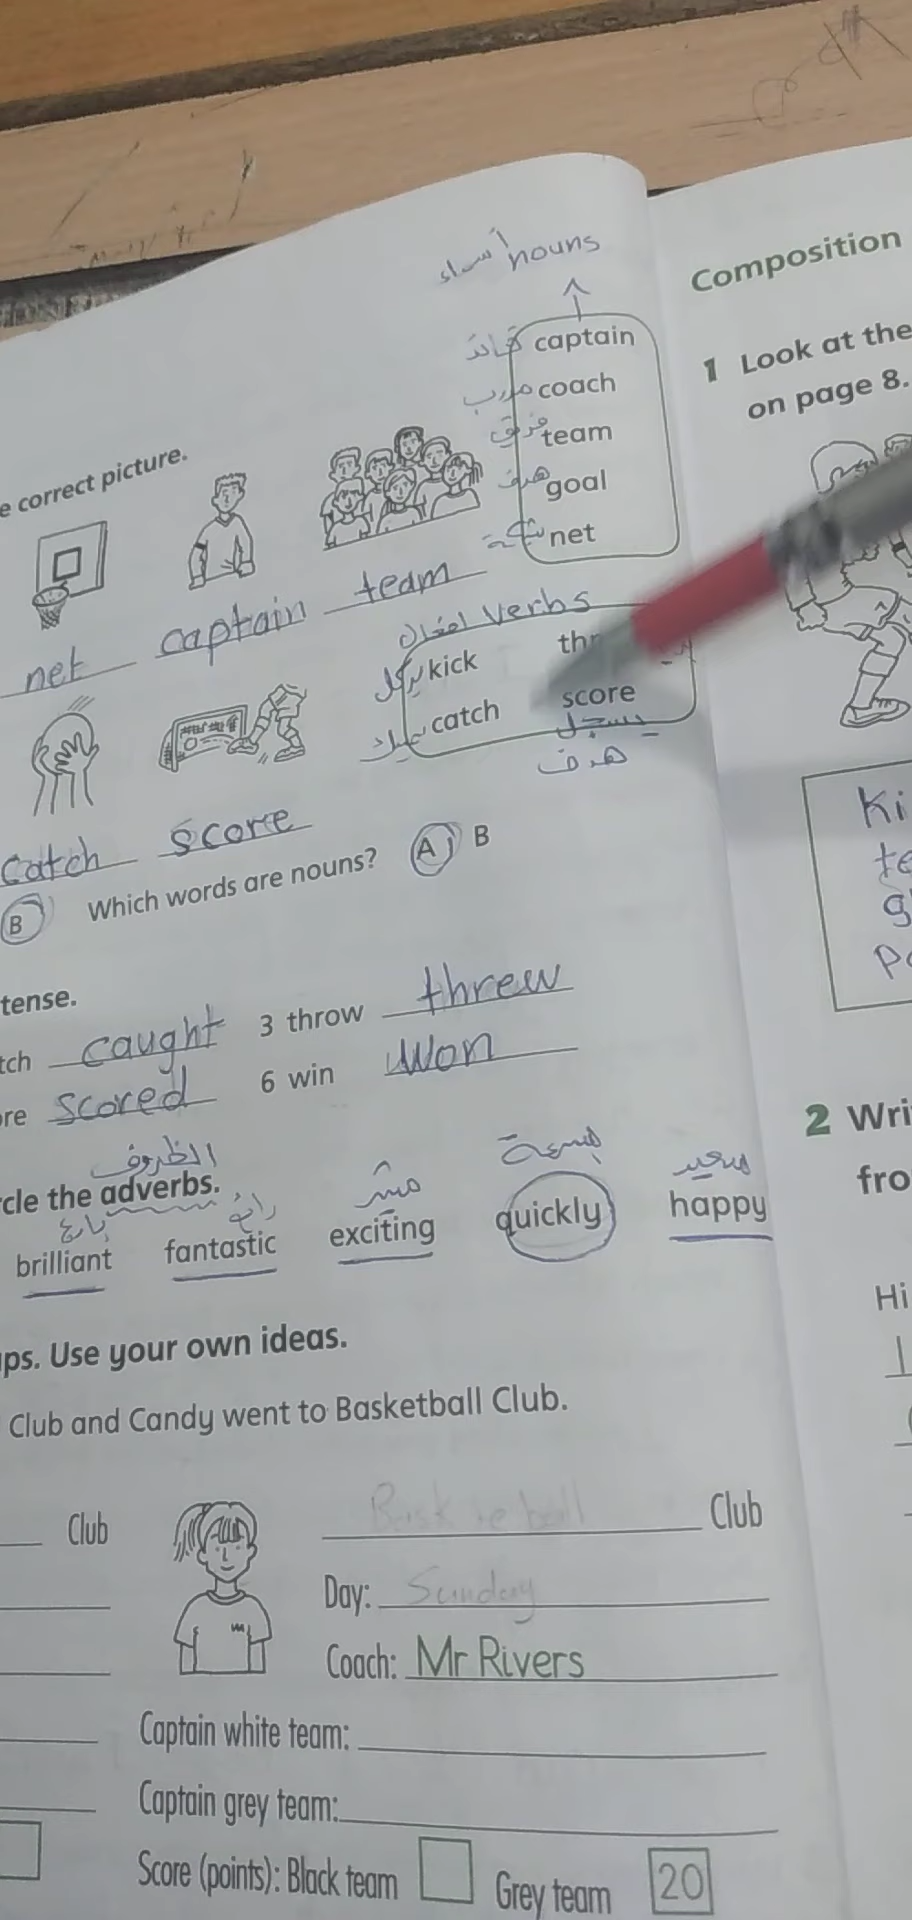 أسماء nouns
Composition
قائد captain
1 Look at the
on page 8.
مدرب coach
فريق team
e correct picture.
هدف goal
شبكة net
net captain team
افعال Verbs
يركل kick
catch score
يسجل
هدف
catch score
B Which words are nouns? A B
tense.
tch caught 3 throw threw
ore scored 6 win won
الظروف
cle the adverbs.
بسرعة
سعيد
brilliant fantastic exciting quickly happy
2 Wri
fro
Hi
ps. Use your own ideas.
Club and Candy went to Basketball Club.
Club
Club
Day: Sunday
Coach: Mr Rivers
Captain white team:
Captain grey team:
Score (points): Black team Grey team 20